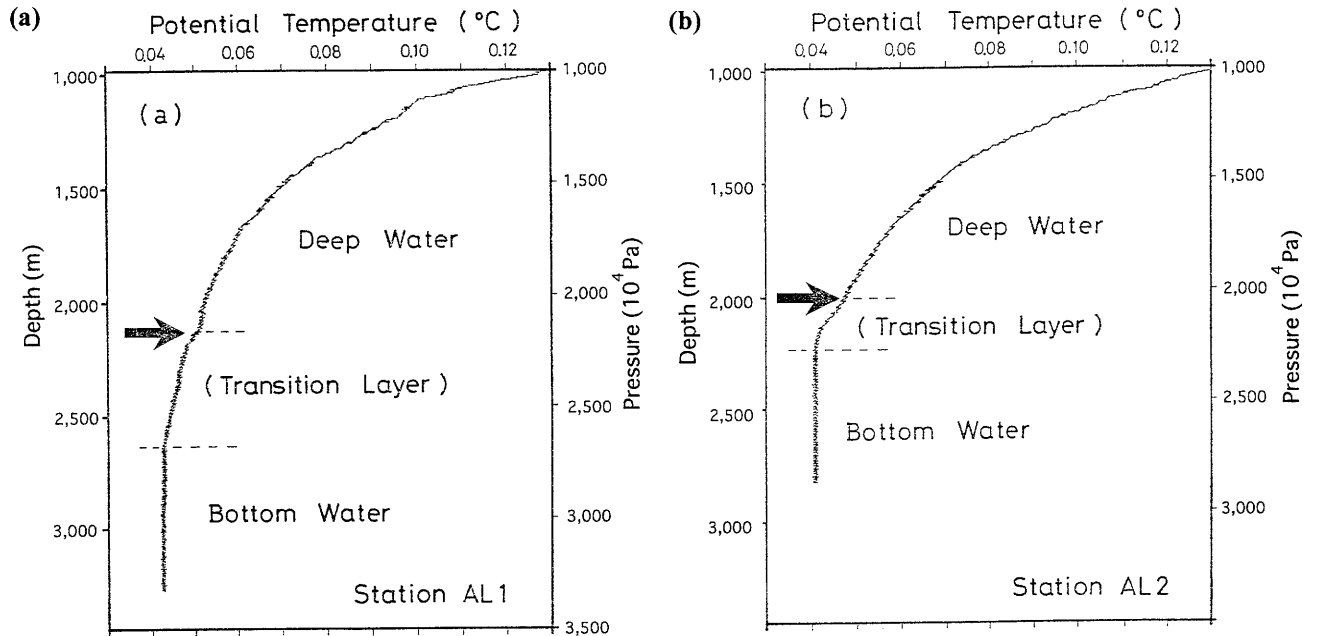 (a)
Potential Temperature (°C)
0.04 0.06 0.08 0.10 0.12
1,000
1,500
2,000
2,500
3,000
Depth (m)
1,000
1,500
2,000
2,500
3,000
3,500
Pressure (10⁴ Pa)
(a)
Deep Water
(Transition Layer)
Bottom Water
Station AL1
(b)
Potential Temperature (°C)
0.04 0.06 0.08 0.10 0.12
1,000
1,500
2,000
2,500
3,000
Depth (m)
1,000
1,500
2,000
2,500
3,000
Pressure (10⁴ Pa)
(b)
Deep Water
(Transition Layer)
Bottom Water
Station AL2